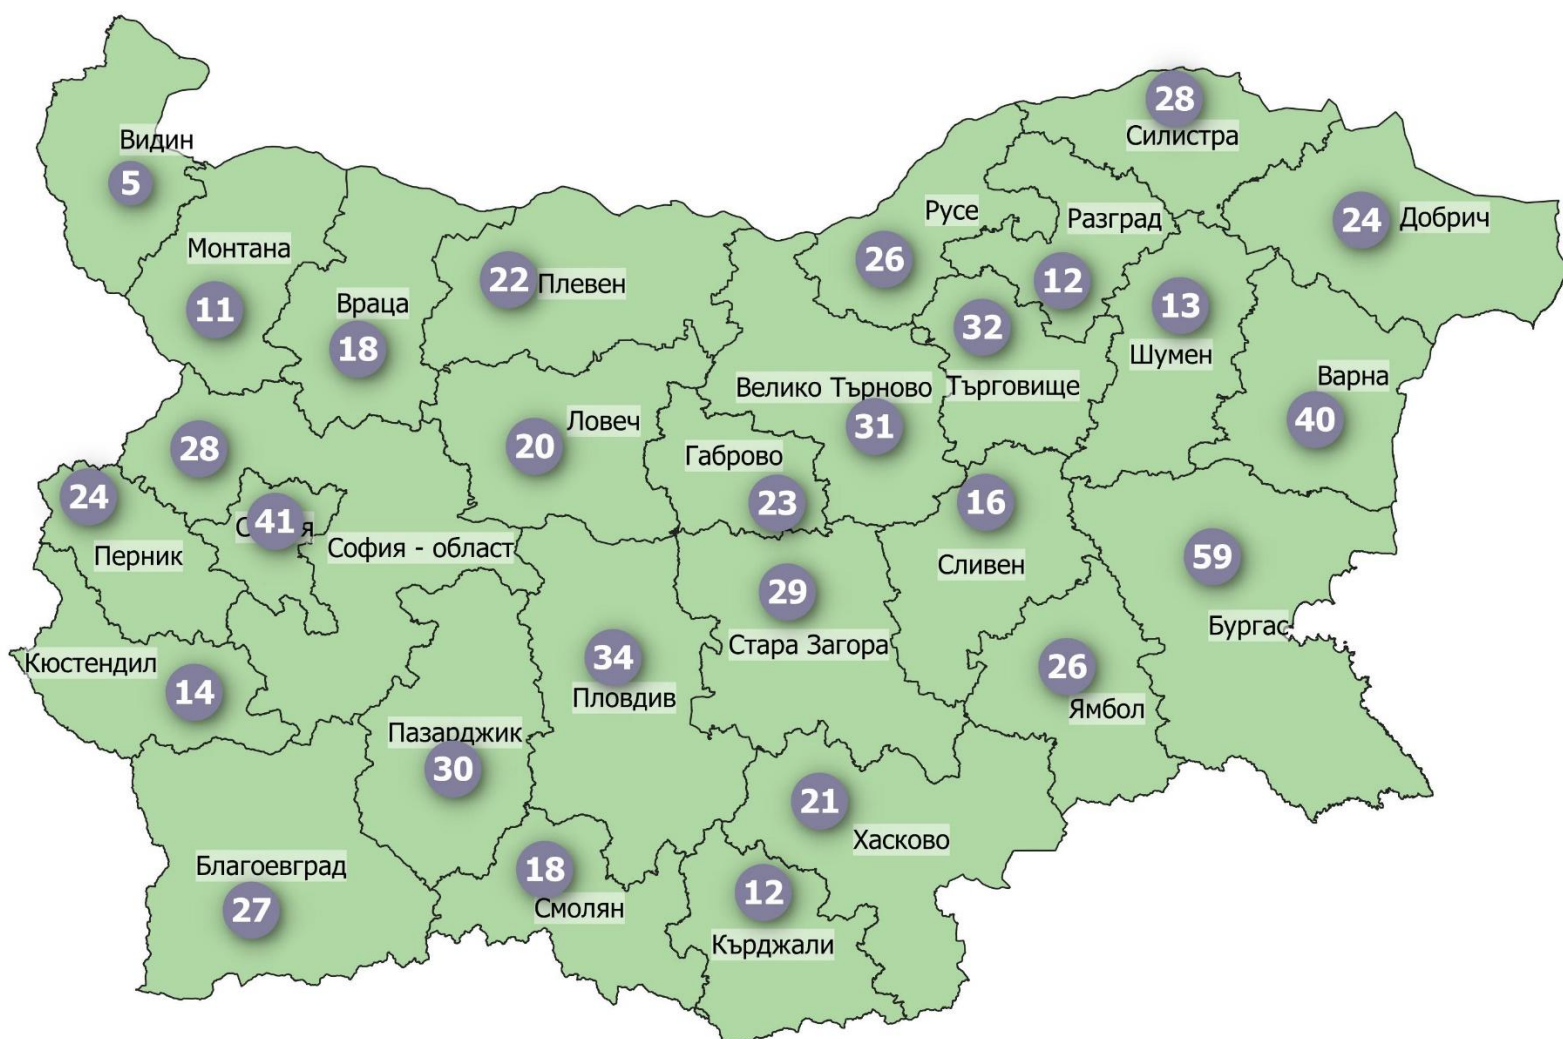 28
Силистра
Видин
5
Русе
26
Разград
12
24
Добрич
Монтана
11
Враца
18
22
Плевен
32
Търговище
13
Шумен
Варна
40
Велико Търново
31
Ловеч
20
Габрово
23
28
24
Перник
41
София - област
16
Сливен
59
Бургас
29
Стара Загора
34
Пловдив
26
Ямбол
Кюстендил
14
Пазарджик
30
21
Хасково
Благоевград
27
18
Смолян
12
Кърджали